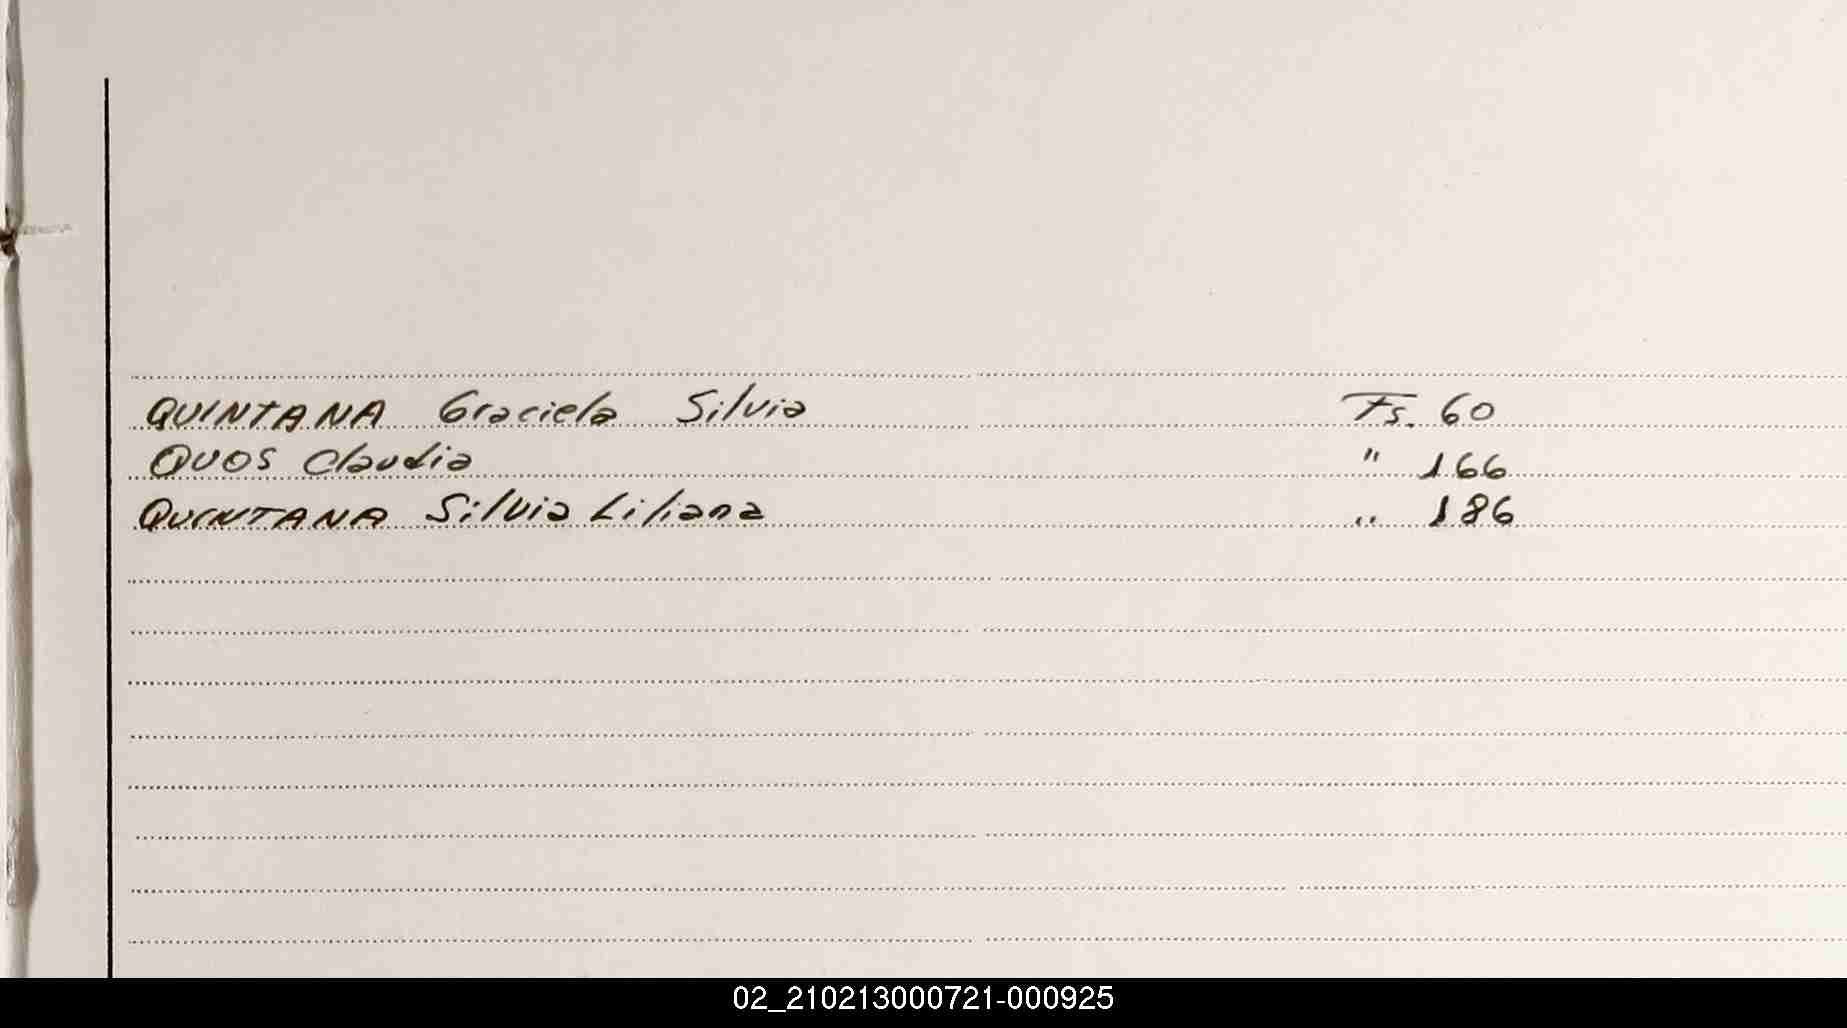 QUINTANA Graciela Silvia Fs. 60
QUOS Claudia " 166
QUINTANA Silvia Liliana " 186
02_210213000721-000925